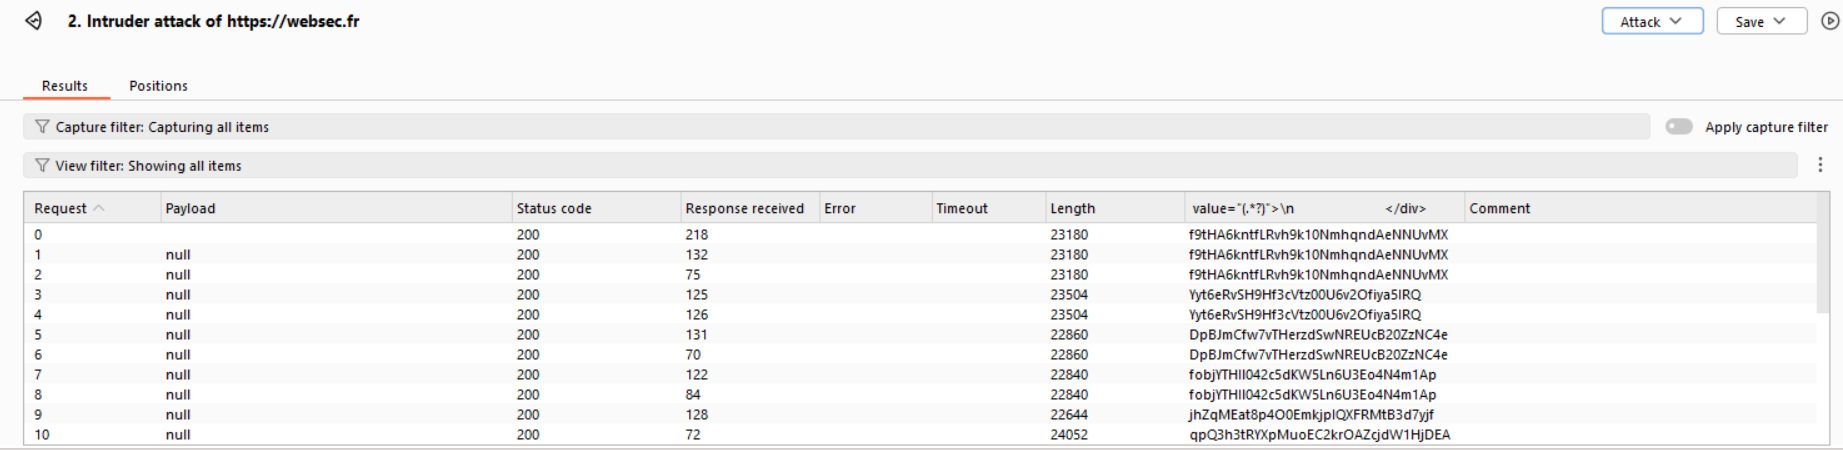 2. Intruder attack of https://websec.fr
Attack Save
Results Positions
Capture filter: Capturing all items Apply capture filter
View filter: Showing all items
Request Payload Status code Response received Error Timeout Length value="(.*?)">\n </div> Comment
0 200 218 23180 f9tHA6kntfLRvh9k10NmhqndAeNNUvMX
1 null 200 132 23180 f9tHA6kntfLRvh9k10NmhqndAeNNUvMX
2 null 200 75 23180 f9tHA6kntfLRvh9k10NmhqndAeNNUvMX
3 null 200 125 23504 Yyt6eRvSH9Hf3cVtz00U6v2Ofiya5IRQ
4 null 200 126 23504 Yyt6eRvSH9Hf3cVtz00U6v2Ofiya5IRQ
5 null 200 131 22860 DpBJmCfw7vTHerzdSwNREUcB20ZzNC4e
6 null 200 70 22860 DpBJmCfw7vTHerzdSwNREUcB20ZzNC4e
7 null 200 122 22840 fobjYTHII042c5dKW5Ln6U3Eo4N4m1Ap
8 null 200 84 22840 fobjYTHII042c5dKW5Ln6U3Eo4N4m1Ap
9 null 200 128 22644 jhZqMEat8p4O0EmkjpIQXFRMtB3d7yjf
10 null 200 72 24052 qpQ3h3tRYXpMuoEC2krOAZcjdW1HjDEA